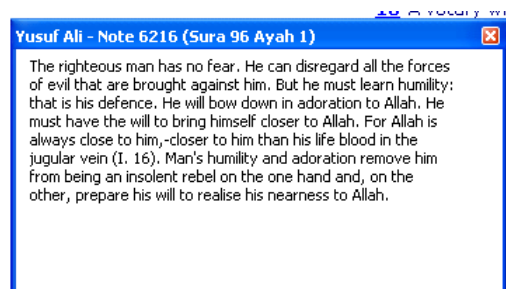 Yusuf Ali - Note 6216 (Sura 96 Ayah 1)
The righteous man has no fear. He can disregard all the forces
of evil that are brought against him. But he must learn humility:
that is his defence. He will bow down in adoration to Allah. He
must have the will to bring himself closer to Allah. For Allah is
always close to him,-closer to him than his life blood in the
jugular vein (I. 16). Man's humility and adoration remove him
from being an insolent rebel on the one hand and, on the
other, prepare his will to realise his nearness to Allah.